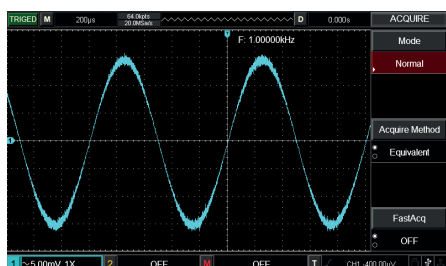 TRIGED M 200μs 64.0kpts D 0.000s ACQUIRE
20.0MSa/s
F: 1.00000kHz
Mode
Normal
Acquire Method
Equivalent
FastAcq
OFF
1 ~5.00mV 1X 2 OFF M OFF T CH1 -400.00uV